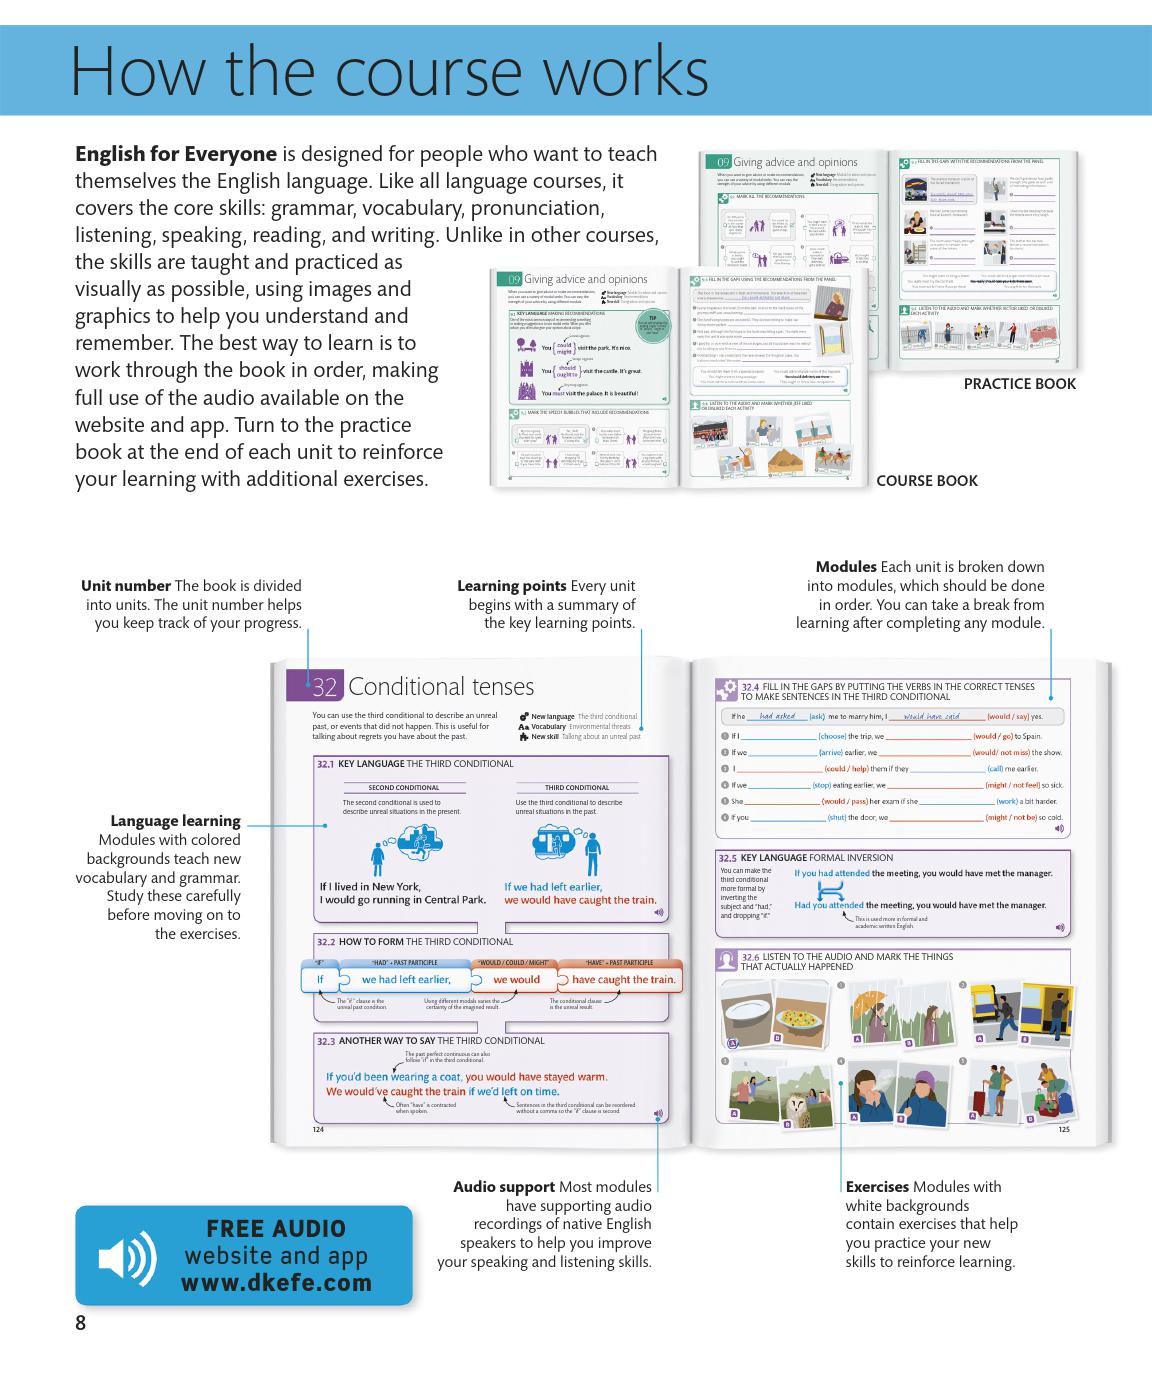 How the course works
English for Everyone is designed for people who want to teach
themselves the English language. Like all language courses, it
covers the core skills: grammar, vocabulary, pronunciation,
listening, speaking, reading, and writing. Unlike in other courses,
the skills are taught and practiced as
visually as possible, using images and
graphics to help you understand and
remember. The best way to learn is to
work through the book in order, making
full use of the audio available on the
website and app. Turn to the practice
book at the end of each unit to reinforce
your learning with additional exercises.
09 Giving advice and opinions
PRACTICE BOOK
09 Giving advice and opinions
KEY LANGUAGE MAKING RECOMMENDATIONS
TIP
You could might visit the park. It's nice.
You should ought to visit the castle. It's great.
You must visit the palace. It is beautiful!
COURSE BOOK
Unit number The book is divided
into units. The unit number helps
you keep track of your progress.
Learning points Every unit
begins with a summary of
the key learning points.
Modules Each unit is broken down
into modules, which should be done
in order. You can take a break from
learning after completing any module.
32 Conditional tenses
You can use the third conditional to describe an unreal
past, or events that did not happen. This is useful for
talking about regrets you have about the past.
New language The third conditional
Aa Vocabulary Environmental threats
New skill Talking about an unreal past
32.1 KEY LANGUAGE THE THIRD CONDITIONAL
SECOND CONDITIONAL
The second conditional is used to
describe unreal situations in the present.
If I lived in New York,
I would go running in Central Park.
THIRD CONDITIONAL
Use the third conditional to describe
unreal situations in the past.
If we had left earlier,
we would have caught the train.
32.2 HOW TO FORM THE THIRD CONDITIONAL
"IF" "HAD" + PAST PARTICIPLE "WOULD / COULD / MIGHT" "HAVE" + PAST PARTICIPLE
If we had left earlier, we would have caught the train.
The "if" clause is the
unreal past condition.
Using different modals varies the
certainty of the imagined result.
The conditional clause
is the unreal result.
32.3 ANOTHER WAY TO SAY THE THIRD CONDITIONAL
The past perfect continuous can also
follow "if" in the third conditional.
If you'd been wearing a coat, you would have stayed warm.
We would've caught the train if we'd left on time.
Often "have" is contracted
when spoken.
Sentences in the third conditional can be reordered
without a comma so the "if" clause is second.
124
32.4 FILL IN THE GAPS BY PUTTING THE VERBS IN THE CORRECT TENSES
TO MAKE SENTENCES IN THE THIRD CONDITIONAL
If he had asked (ask) me to marry him, I would have said (would / say) yes.
1 If I (choose) the trip, we (would / go) to Spain.
2 If we (arrive) earlier, we (would/ not miss) the show.
3 I (could / help) them if they (call) me earlier.
4 If we (stop) eating earlier, we (might / not feel) so sick.
5 She (would / pass) her exam if she (work) a bit harder.
6 If you (shut) the door, we (might / not be) so cold.
32.5 KEY LANGUAGE FORMAL INVERSION
You can make the
third conditional
more formal by
inverting the
subject and "had,"
and dropping "if."
If you had attended the meeting, you would have met the manager.
Had you attended the meeting, you would have met the manager.
This is used more in formal and
academic written English.
32.6 LISTEN TO THE AUDIO AND MARK THE THINGS
THAT ACTUALLY HAPPENED
A B
1 A B
2 A B
3 A B
4 A B
5 A B
125
Language learning
Modules with colored
backgrounds teach new
vocabulary and grammar.
Study these carefully
before moving on to
the exercises.
Audio support Most modules
have supporting audio
recordings of native English
speakers to help you improve
your speaking and listening skills.
Exercises Modules with
white backgrounds
contain exercises that help
you practice your new
skills to reinforce learning.
FREE AUDIO
website and app
www.dkefe.com
8